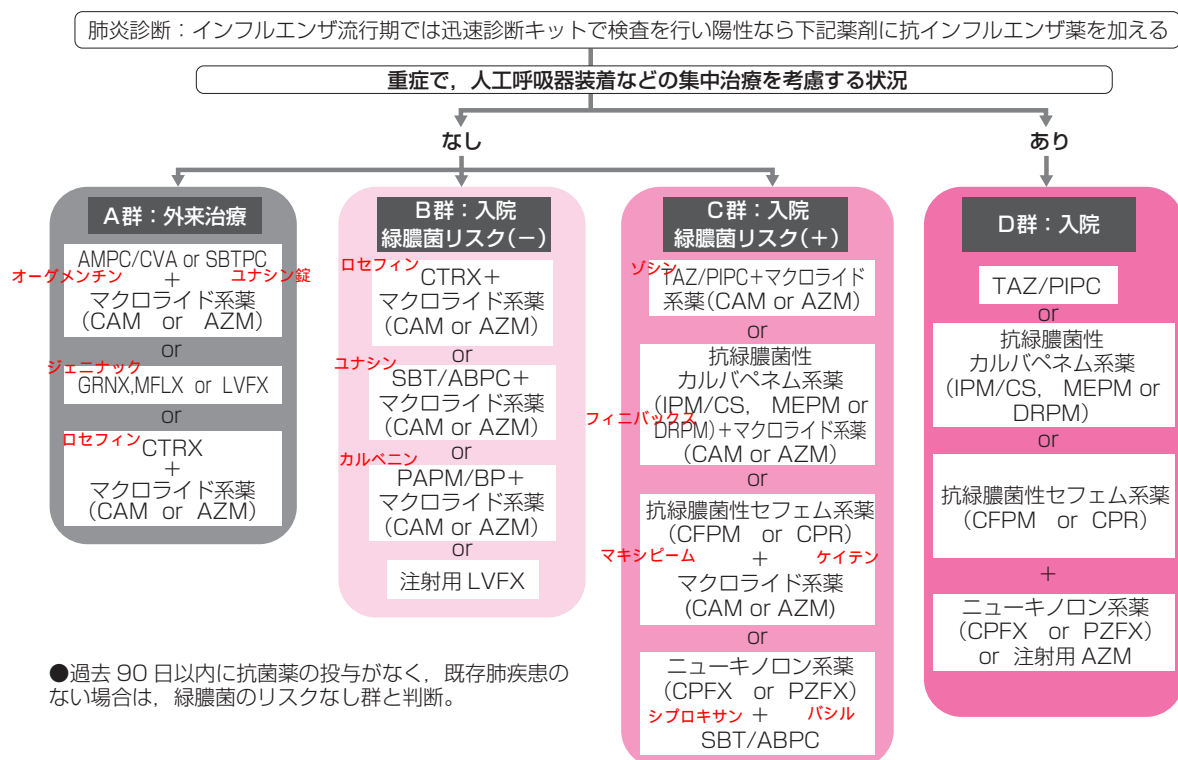 肺炎診断：インフルエンザ流行期では迅速診断キットで検査を行い陽性なら下記薬剤に抗インフルエンザ薬を加える
重症で，人工呼吸器装着などの集中治療を考慮する状況
なし
あり
A群：外来治療
AMPC/CVA or SBTPC
オーグメンチン
+
ユナシン錠
マクロライド系薬
(CAM or AZM)
or
ジェニナック
GRNX,MFLX or LVFX
or
ロセフィン
CTRX
+
マクロライド系薬
(CAM or AZM)
B群：入院
緑膿菌リスク(−)
ロセフィン
CTRX+
マクロライド系薬
(CAM or AZM)
or
ユナシン
SBT/ABPC+
マクロライド系薬
(CAM or AZM)
or
カルベニン
PAPM/BP+
マクロライド系薬
(CAM or AZM)
or
注射用 LVFX
C群：入院
緑膿菌リスク(+)
ゾシン
TAZ/PIPC+マクロライド
系薬(CAM or AZM)
or
抗緑膿菌性
カルバペネム系薬
(IPM/CS, MEPM or
フィニバックス
DRPM)+マクロライド系薬
(CAM or AZM)
or
抗緑膿菌性セフェム系薬
(CFPM or CPR)
マキシピーム
+
ケイテン
マクロライド系薬
(CAM or AZM)
or
ニューキノロン系薬
(CPFX or PZFX)
シプロキサン
+
パシル
SBT/ABPC
D群：入院
TAZ/PIPC
or
抗緑膿菌性
カルバペネム系薬
(IPM/CS, MEPM or
DRPM)
or
抗緑膿菌性セフェム系薬
(CFPM or CPR)
+
ニューキノロン系薬
(CPFX or PZFX)
or 注射用 AZM
●過去 90 日以内に抗菌薬の投与がなく，既存肺疾患の
ない場合は，緑膿菌のリスクなし群と判断。